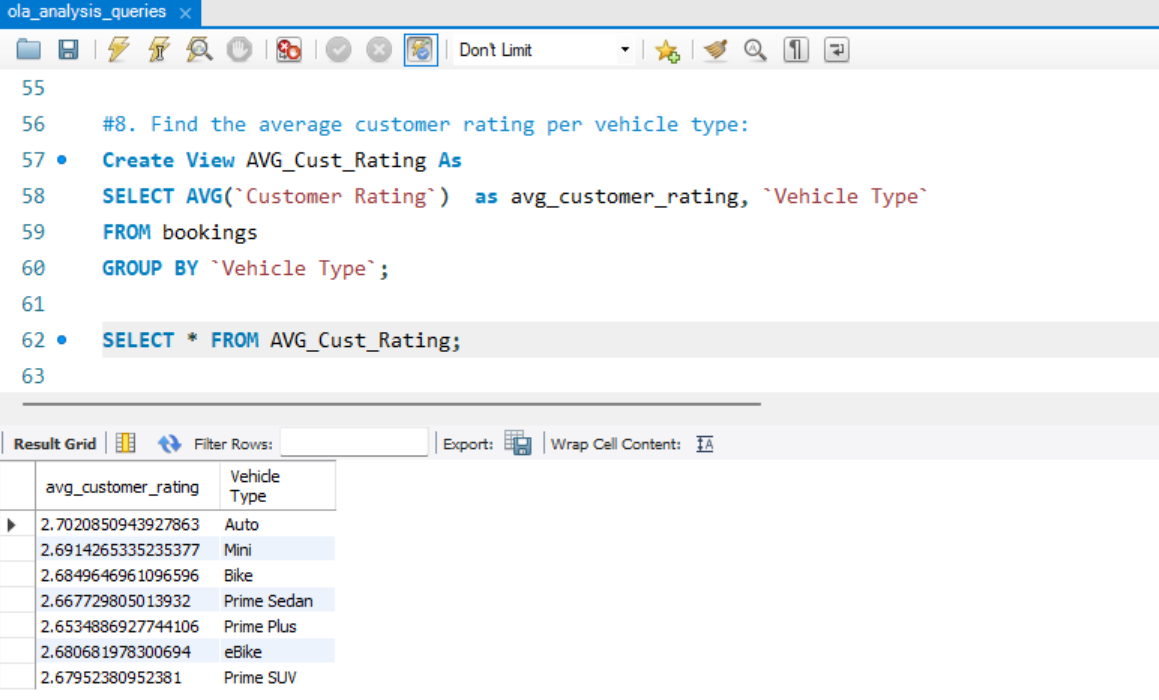 ola_analysis_queries ×
Don't Limit
55
56 #8. Find the average customer rating per vehicle type:
57 Create View AVG_Cust_Rating As
58 SELECT AVG(`Customer Rating`)  as avg_customer_rating, `Vehicle Type`
59 FROM bookings
60 GROUP BY `Vehicle Type`;
61
62 SELECT * FROM AVG_Cust_Rating;
63
Result Grid Filter Rows: Export: Wrap Cell Content:
avg_customer_rating Vehicle
Type
2.7020850943927863 Auto
2.6914265335235377 Mini
2.6849646961096596 Bike
2.667729805013932 Prime Sedan
2.6534886927744106 Prime Plus
2.680681978300694 eBike
2.67952380952381 Prime SUV